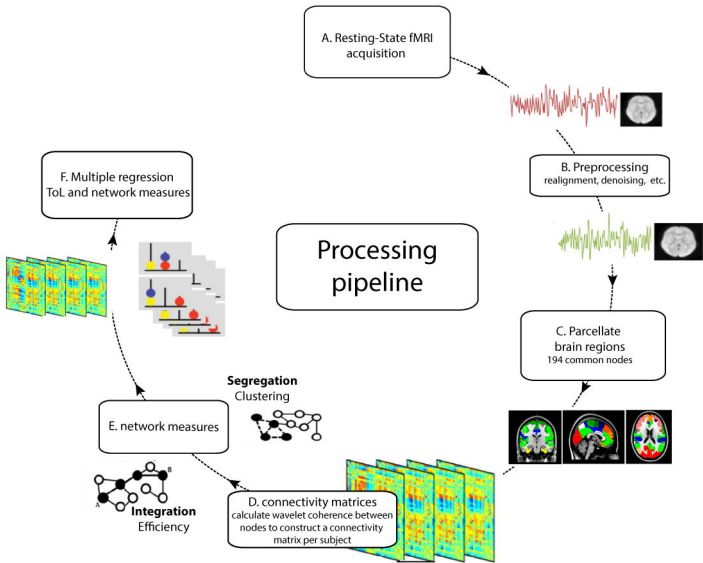 A. Resting-State fMRI
acquisition
B. Preprocessing
realignment, denoising, etc.
C. Parcellate
brain regions
194 common nodes
D. connectivity matrices
calculate wavelet coherence between
nodes to construct a connectivity
matrix per subject
E. network measures
Segregation
Clustering
A
B
Integration
Efficiency
F. Multiple regression
ToL and network measures
Processing
pipeline